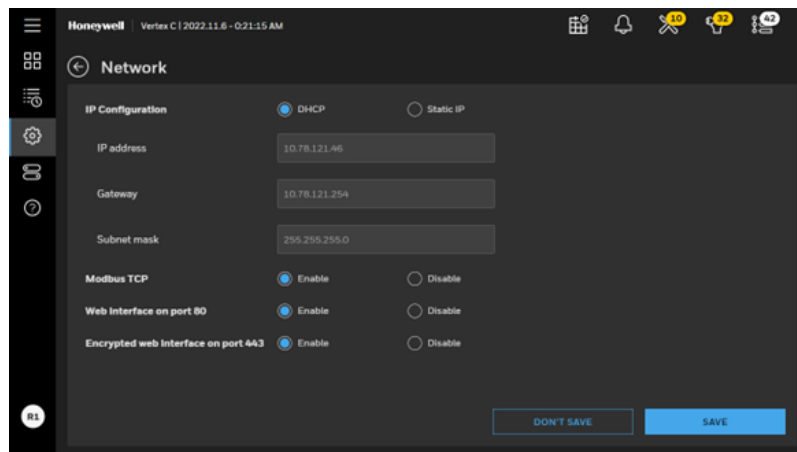 Honeywell Vertex C | 2022.11.6 - 0:21:15 AM
10
32
42
Network
IP Configuration DHCP Static IP
IP address 10.78.121.46
Gateway 10.78.121.254
Subnet mask 255.255.255.0
Modbus TCP Enable Disable
Web Interface on port 80 Enable Disable
Encrypted web Interface on port 443 Enable Disable
R1
DON'T SAVE SAVE